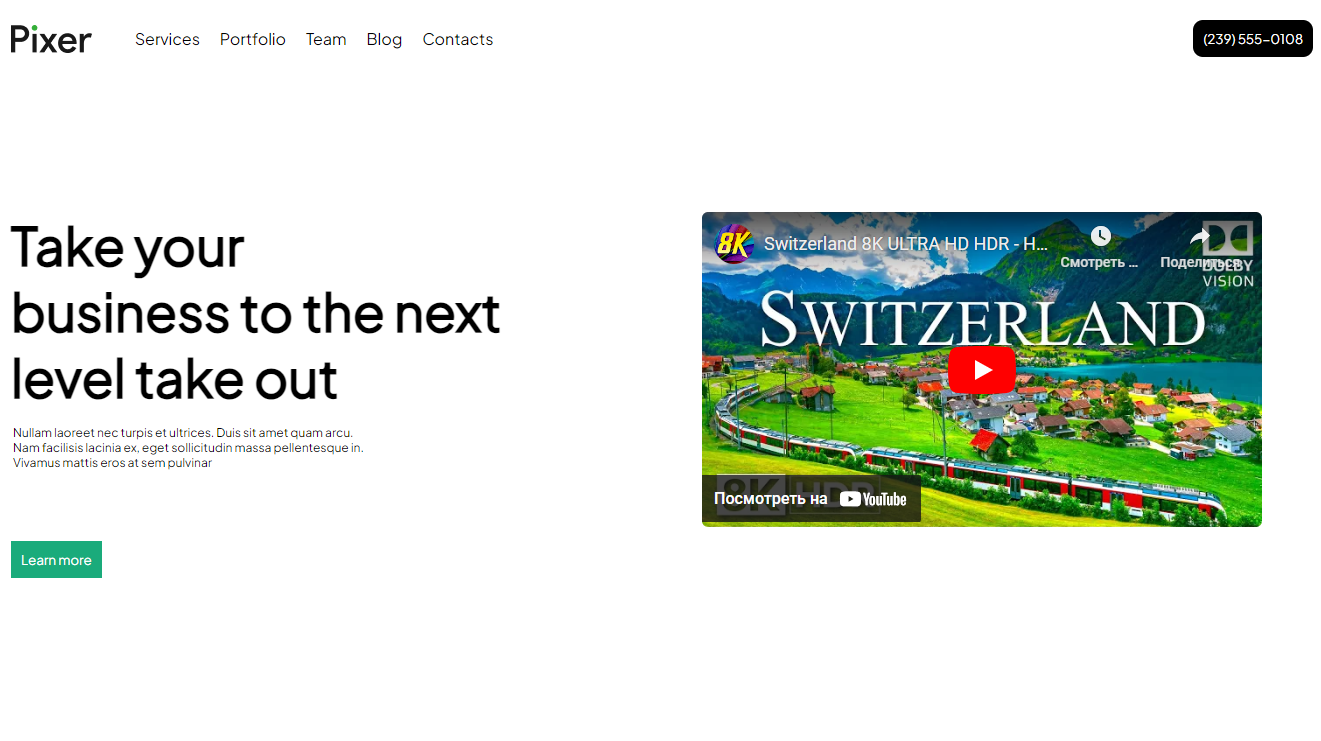 Pixer
Services Portfolio Team Blog Contacts
(239) 555-0108
Take your
business to the next
level take out
Nullam laoreet nec turpis et ultrices. Duis sit amet quam arcu.
Nam facilisis lacinia ex, eget sollicitudin massa pellentesque in.
Vivamus mattis eros at sem pulvinar
Learn more
8K
Switzerland 8K ULTRA HD HDR - H...
Смотреть ...
Поделиться
DOLBY
VISION
SWITZERLAND
8K HDR
Посмотреть на YouTube